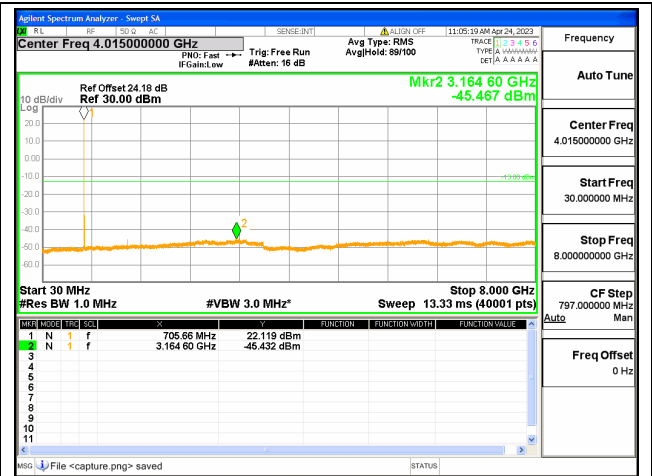 Agilent Spectrum Analyzer - Swept SA
RL RF 50 Ω AC SENSE:INT ALIGN OFF 11:05:19 AM Apr 24, 2023
Center Freq 4.015000000 GHz
PNO: Fast
IFGain:Low
Trig: Free Run
#Atten: 16 dB
Avg Type: RMS
Avg|Hold: 89/100
TRACE 1 2 3 4 5 6
TYPE A WWWWW
DET A A A A A A
Ref Offset 24.18 dB
10 dB/div Ref 30.00 dBm
Mkr2 3.164 60 GHz
-45.467 dBm
Log
20.0
10.0
0.00
-10.0
-20.0
-30.0
-40.0
-50.0
-60.0
1
2
-13.00 dBm
Start 30 MHz Stop 8.000 GHz
#Res BW 1.0 MHz #VBW 3.0 MHz* Sweep 13.33 ms (40001 pts)
MKR MODE TRC SCL X Y FUNCTION FUNCTION WIDTH FUNCTION VALUE
1 N 1 f 705.66 MHz 22.119 dBm
2 N 1 f 3.164 60 GHz -45.432 dBm
3
4
5
6
7
8
9
10
11
MSG File <capture.png> saved STATUS
Frequency
Auto Tune
Center Freq
4.015000000 GHz
Start Freq
30.000000 MHz
Stop Freq
8.000000000 GHz
CF Step
797.000000 MHz
Auto Man
Freq Offset
0 Hz